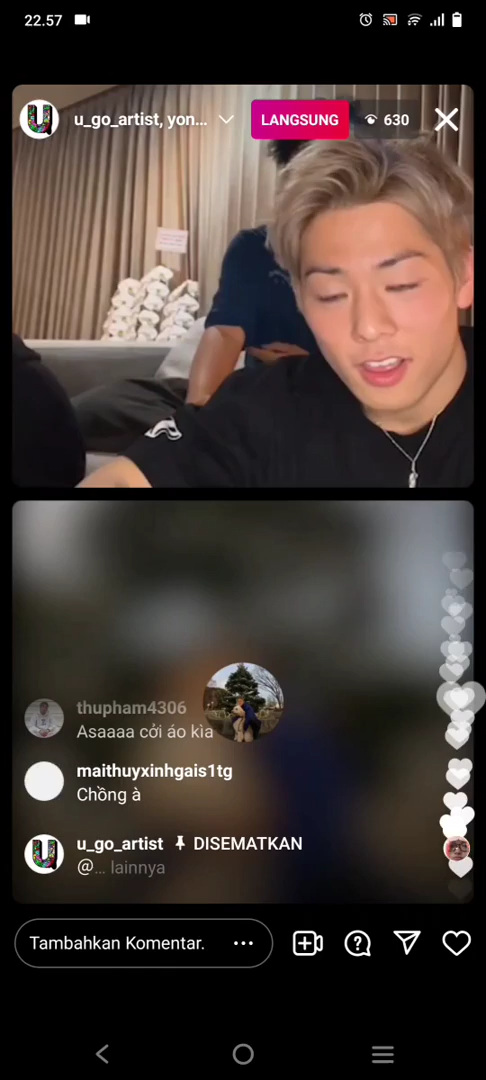 22.57
u_go_artist, yon...
LANGSUNG
630
thupham4306
Asaaaa cởi áo kìa
maithuyxinhgais1tg
Chồng à
u_go_artist DISEMATKAN
@... lainnya
Tambahkan Komentar.